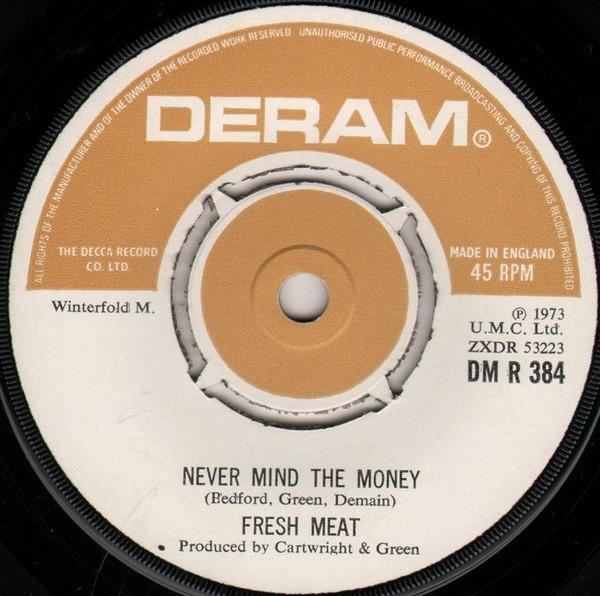 ALL RIGHTS OF THE MANUFACTURER AND OF THE OWNER OF THE RECORDED WORK RESERVED UNAUTHORISED PUBLIC PERFORMANCE BROADCASTING AND COPYING OF THIS RECORD PROHIBITED
DERAM®
THE DECCA RECORD
CO. LTD.
MADE IN ENGLAND
45 RPM
Winterfold M.
℗ 1973
U.M.C. Ltd.
ZXDR 53223
DM R 384
NEVER MIND THE MONEY
(Bedford, Green, Demain)
FRESH MEAT
Produced by Cartwright & Green